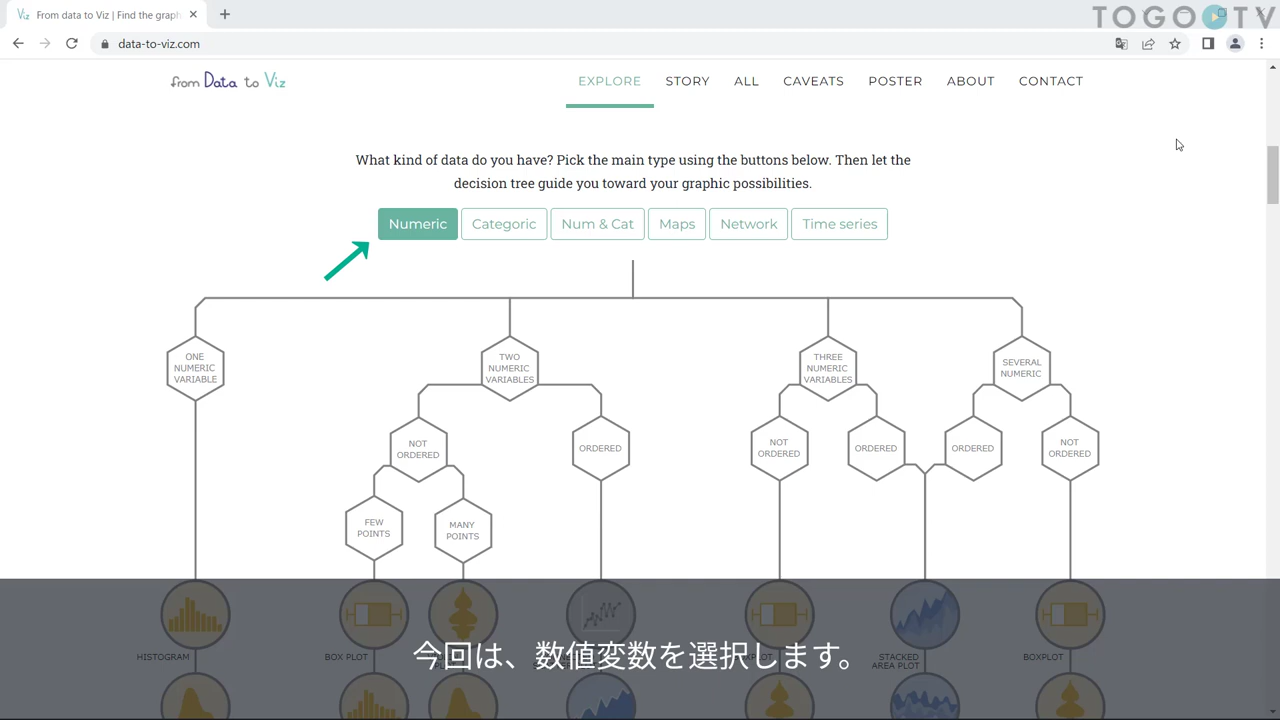 From data to Viz | Find the graph
TOGO TV
data-to-viz.com
from Data to Viz
EXPLORE STORY ALL CAVEATS POSTER ABOUT CONTACT
What kind of data do you have? Pick the main type using the buttons below. Then let the
decision tree guide you toward your graphic possibilities.
Numeric Categoric Num & Cat Maps Network Time series
ONE
NUMERIC
VARIABLE
TWO
NUMERIC
VARIABLES
THREE
NUMERIC
VARIABLES
SEVERAL
NUMERIC
NOT
ORDERED
ORDERED
NOT
ORDERED
ORDERED
ORDERED
NOT
ORDERED
FEW
POINTS
MANY
POINTS
HISTOGRAM
BOX PLOT
STACKED
AREA PLOT
BOXPLOT
今回は、数値変数を選択します。